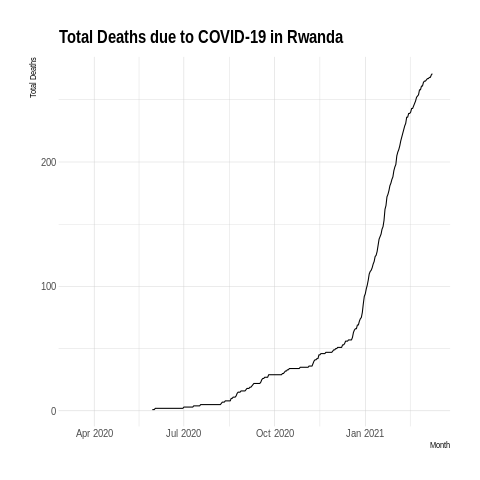 Total Deaths due to COVID-19 in Rwanda
Total Deaths
200
100
0
Apr 2020
Jul 2020
Oct 2020
Jan 2021
Month